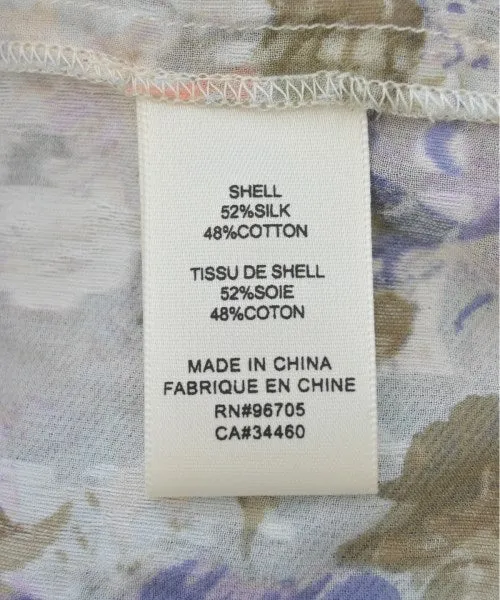 SHELL
52%SILK
48%COTTON
TISSU DE SHELL
52%SOIE
48%COTON
MADE IN CHINA
FABRIQUE EN CHINE
RN#96705
CA#34460